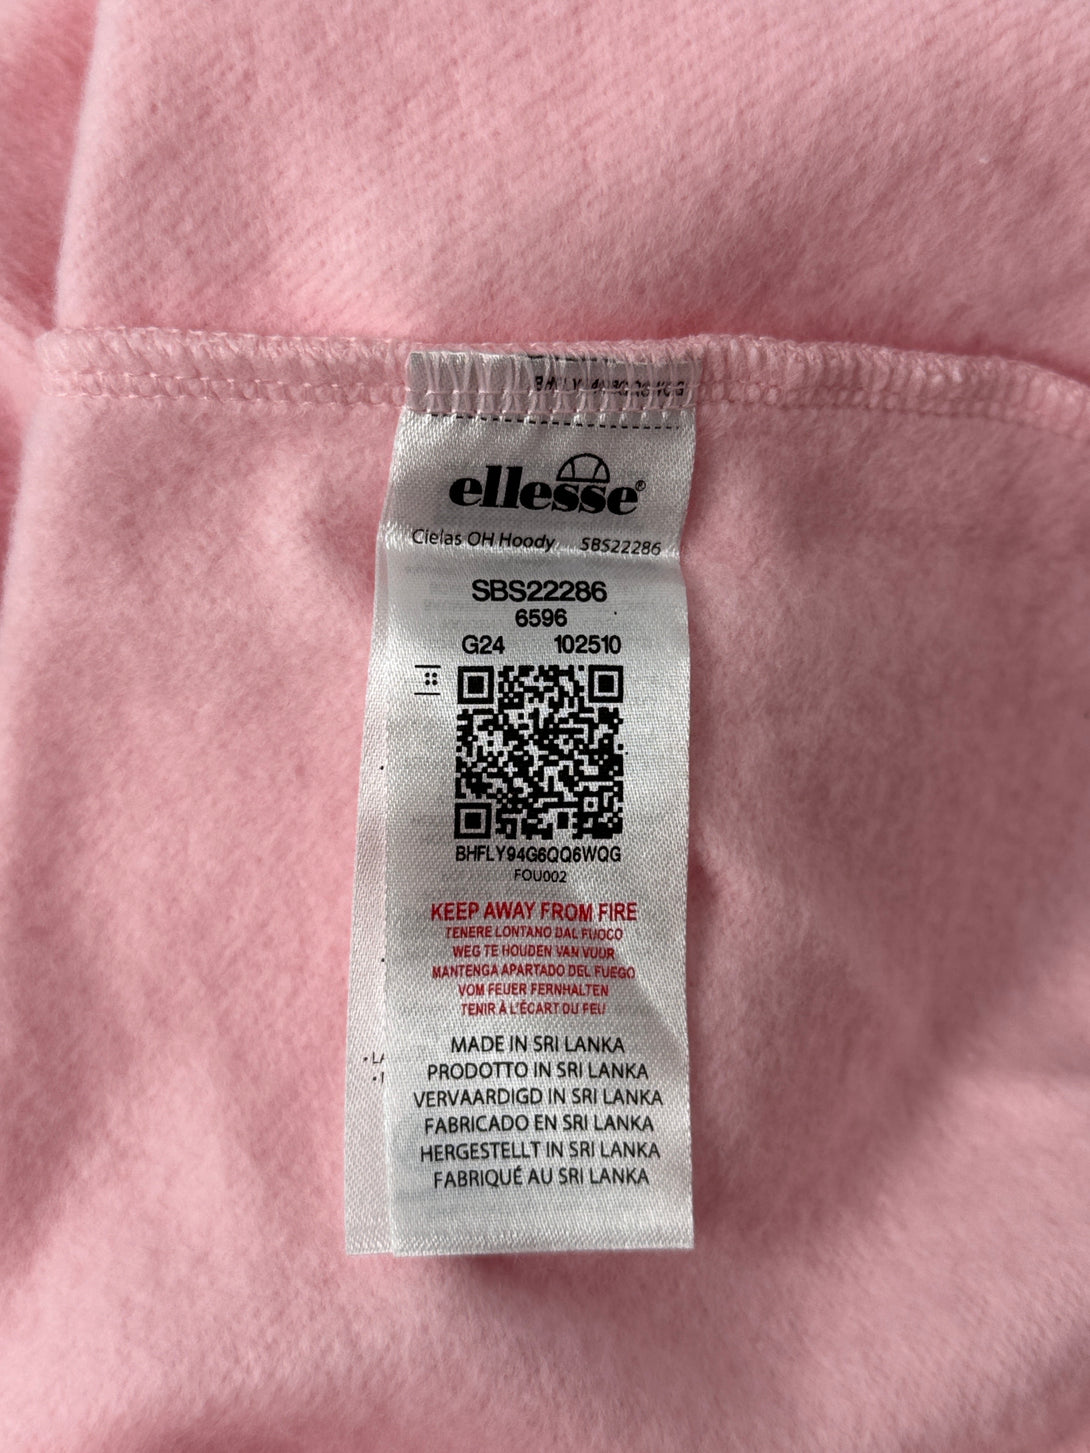 ellesse®
Cielas OH Hoody SBS22286
SBS22286
6596
G24 102510
BHFLY94G6QQ6WQG
FOU002
KEEP AWAY FROM FIRE
TENERE LONTANO DAL FUOCO
WEG TE HOUDEN VAN VUUR
MANTENGA APARTADO DEL FUEGO
VOM FEUER FERNHALTEN
TENIR À L'ÉCART DU FEU
MADE IN SRI LANKA
PRODOTTO IN SRI LANKA
VERVAARDIGD IN SRI LANKA
FABRICADO EN SRI LANKA
HERGESTELLT IN SRI LANKA
FABRIQUÉ AU SRI LANKA